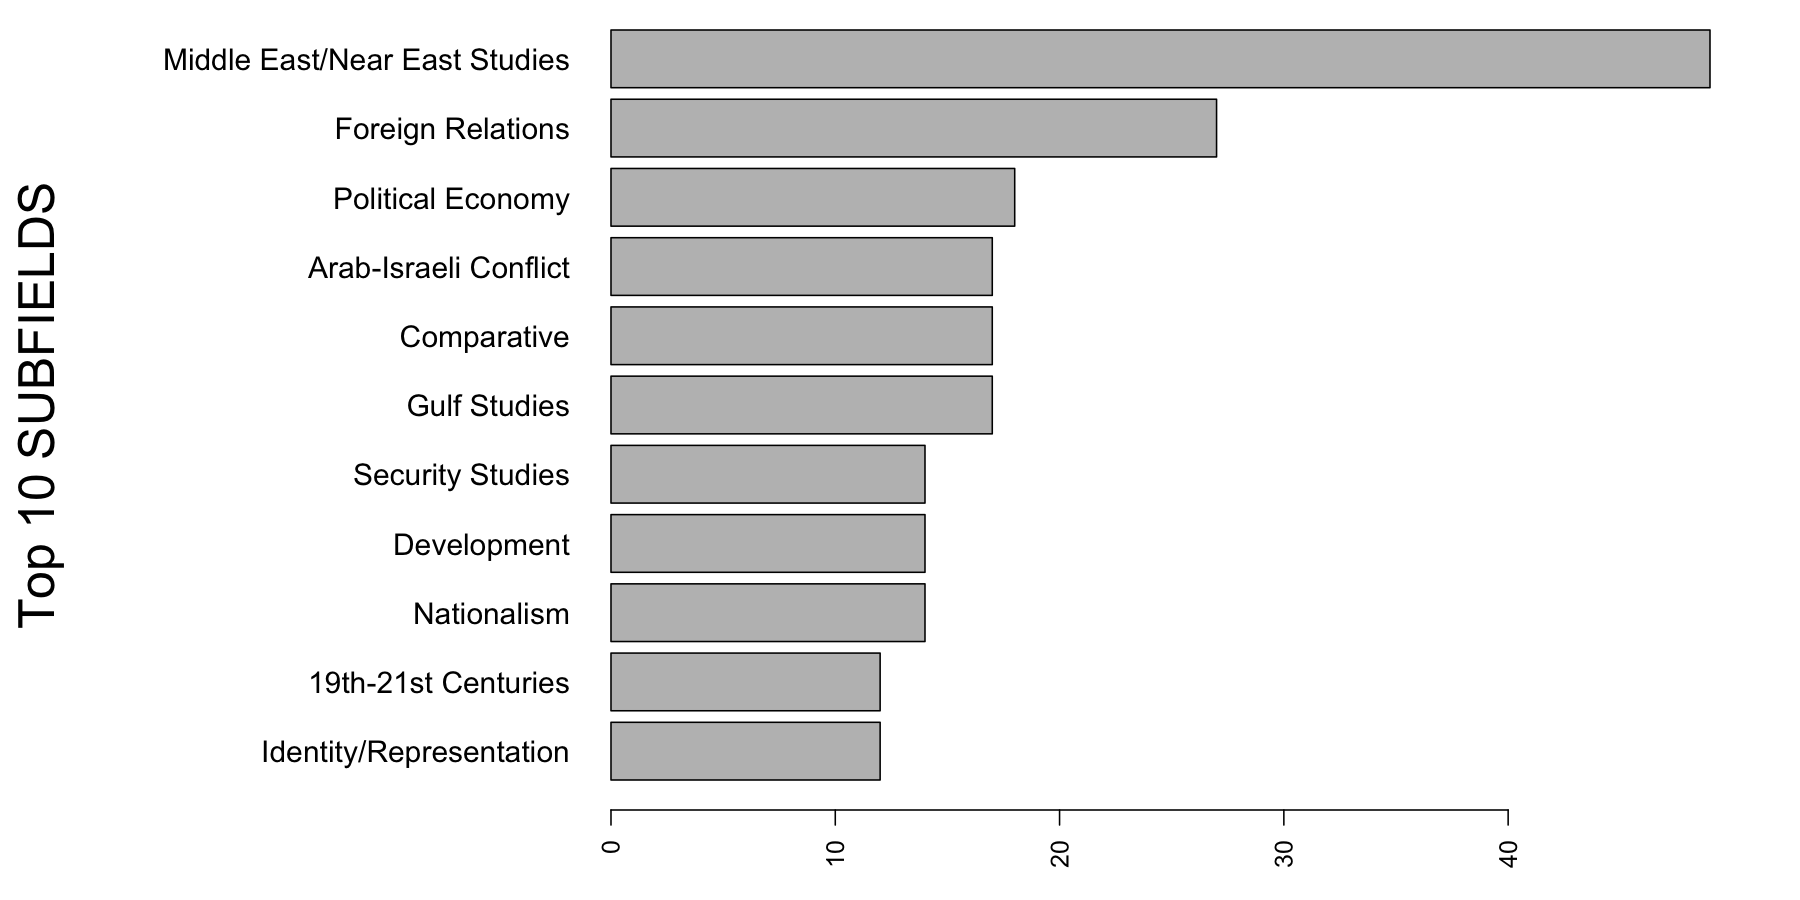 Top 10 SUBFIELDS
Middle East/Near East Studies
Foreign Relations
Political Economy
Arab-Israeli Conflict
Comparative
Gulf Studies
Security Studies
Development
Nationalism
19th-21st Centuries
Identity/Representation
0
10
20
30
40